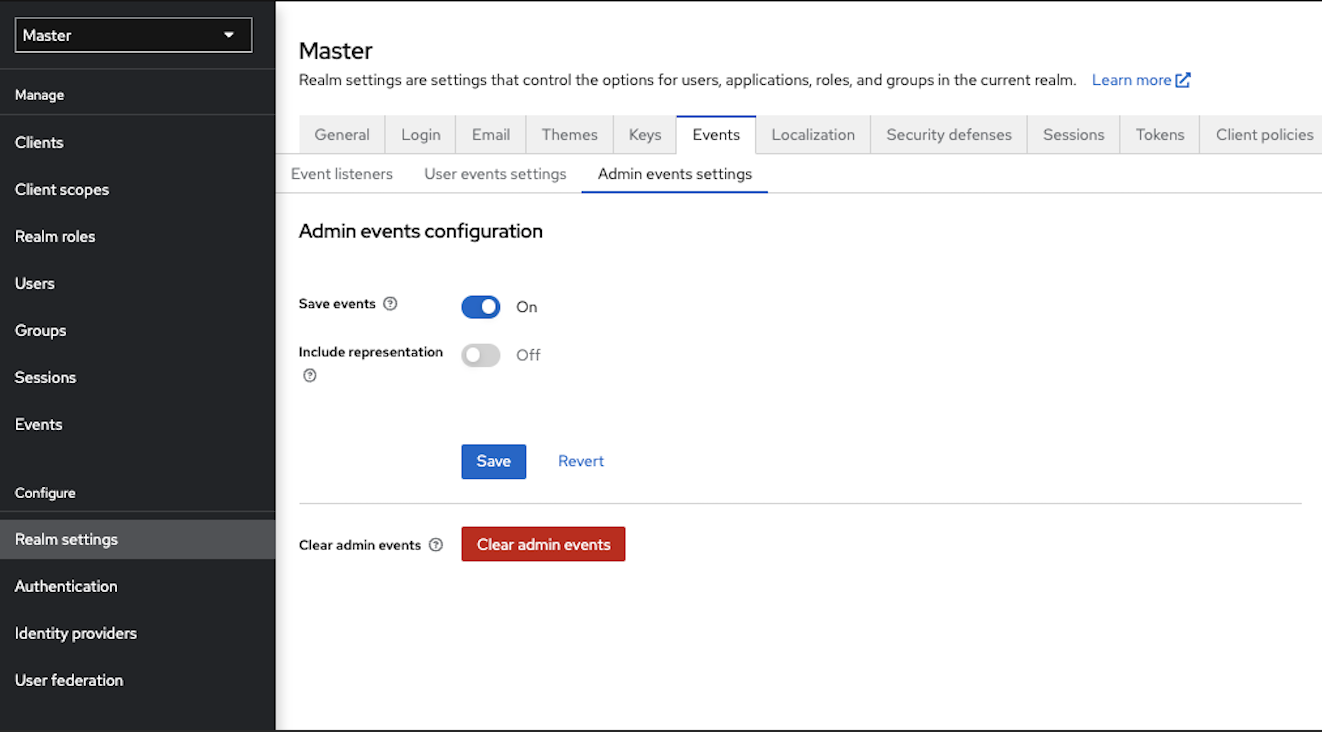 Master
Manage
Clients
Client scopes
Realm roles
Users
Groups
Sessions
Events
Configure
Realm settings
Authentication
Identity providers
User federation
Master
Realm settings are settings that control the options for users, applications, roles, and groups in the current realm. Learn more
General Login Email Themes Keys Events Localization Security defenses Sessions Tokens Client policies
Event listeners User events settings Admin events settings
Admin events configuration
Save events On
Include representation Off
Save Revert
Clear admin events Clear admin events